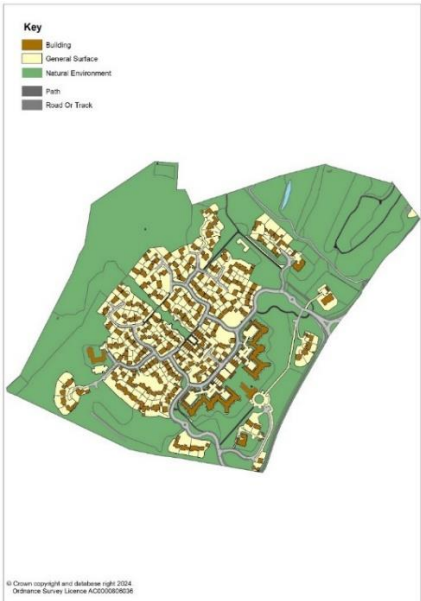 Key
Building
General Surface
Natural Environment
Path
Road Or Track
© Crown copyright and database right 2024
Ordnance Survey Licence AC0000808036